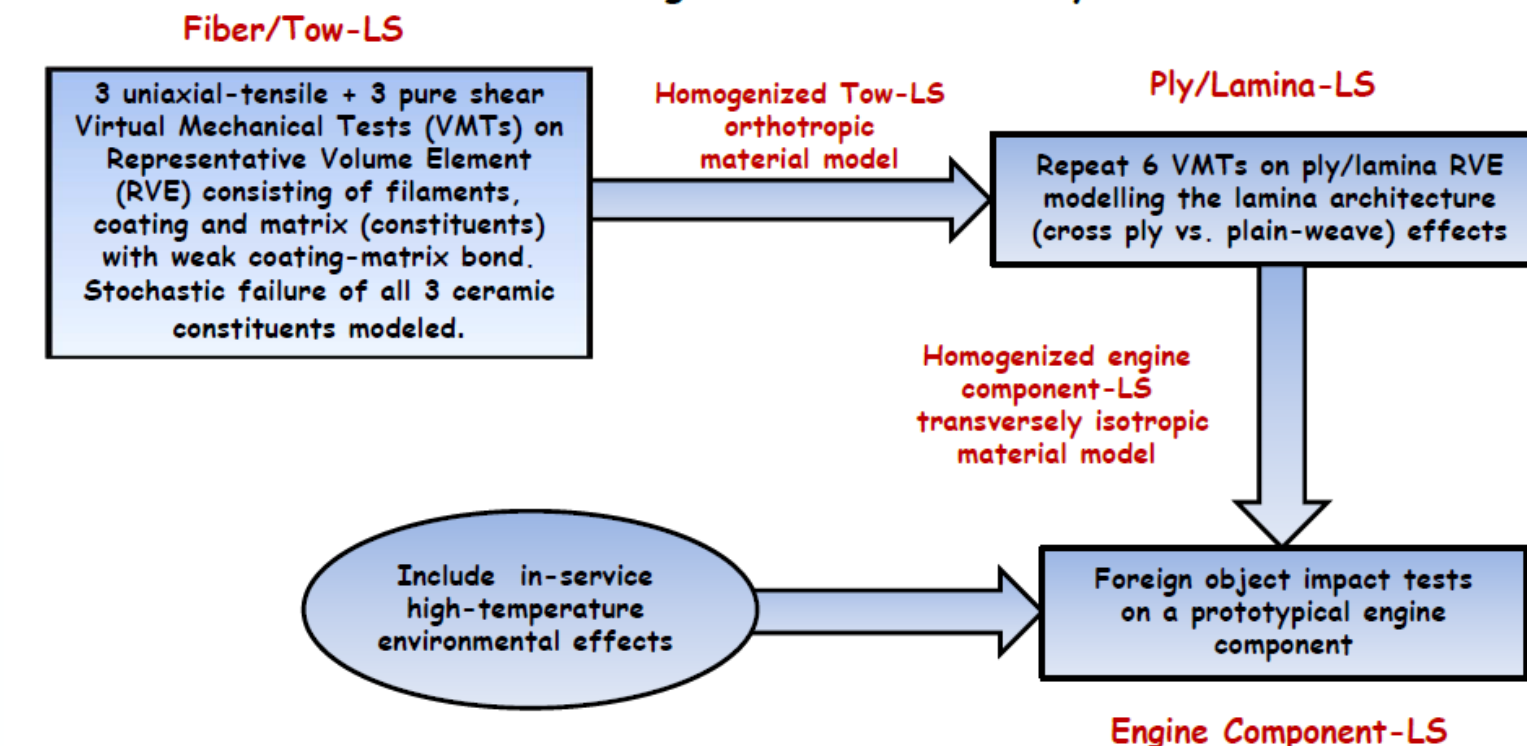 Fiber/Tow-LS
3 uniaxial-tensile + 3 pure shear
Virtual Mechanical Tests (VMTs) on
Representative Volume Element
(RVE) consisting of filaments,
coating and matrix (constituents)
with weak coating-matrix bond.
Stochastic failure of all 3 ceramic
constituents modeled.
Homogenized Tow-LS
orthotropic
material model
Ply/Lamina-LS
Repeat 6 VMTs on ply/lamina RVE
modelling the lamina architecture
(cross ply vs. plain-weave) effects
Homogenized engine
component-LS
transversely isotropic
material model
Include in-service
high-temperature
environmental effects
Foreign object impact tests
on a prototypical engine
component
Engine Component-LS